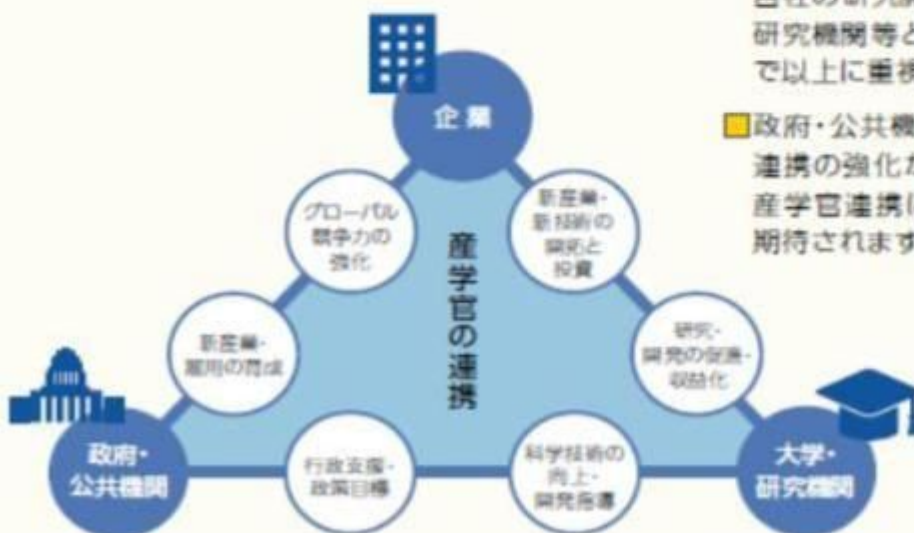 研究機関等と
で以上に重視
政府・公共機
連携の強化が
産学官連携に
期待されます
企業
グローバル
競争力の
強化
新産業・
新技術の
開拓と
投資
産学官の連携
新産業・
雇用の育成
研究・
開発の促進・
収益化
政府・
公共機関
行政支援・
政策目標
科学技術の
向上・
開発指導
大学・
研究機関